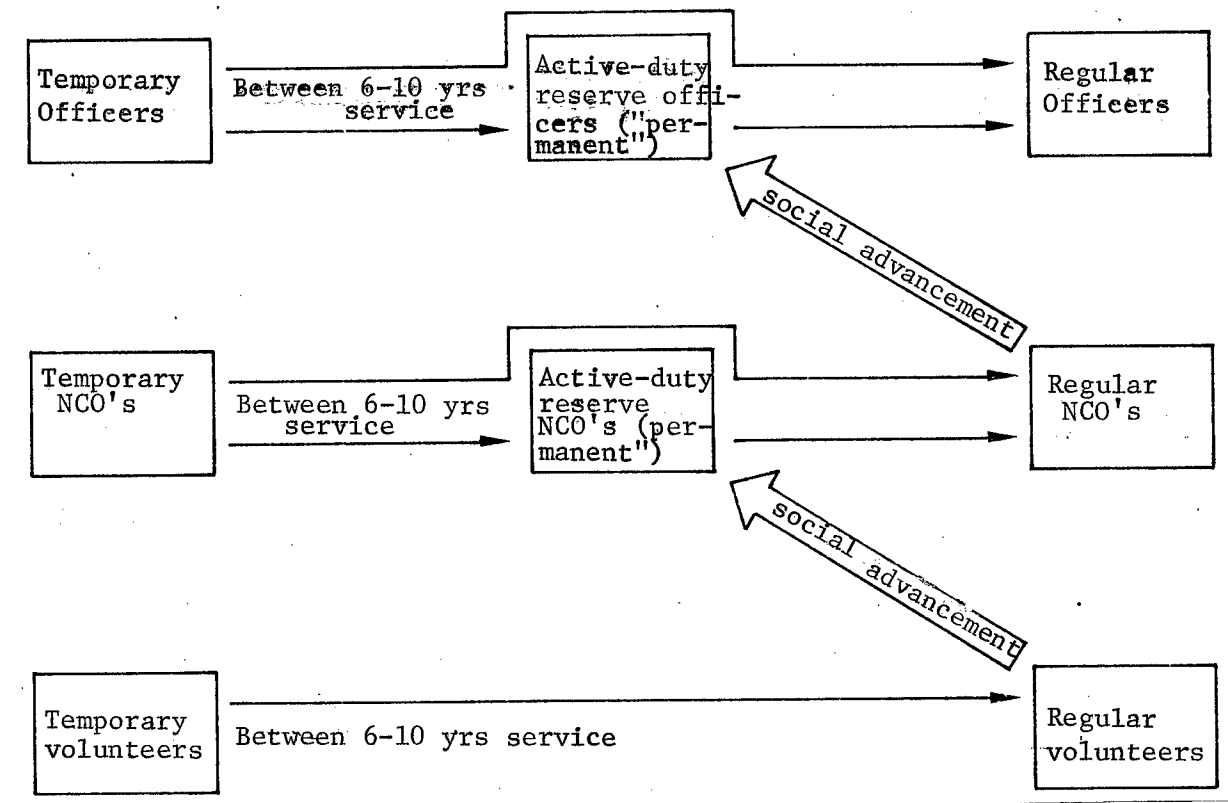 Temporary
Officers
Between 6-10 yrs
service
Active-duty
reserve offi-
cers ("per-
manent")
Regular
Officers
social advancement
Temporary
NCO's
Between 6-10 yrs
service
Active-duty
reserve
NCO's (per-
manent")
Regular
NCO's
social advancement
Temporary
volunteers
Between 6-10 yrs service
Regular
volunteers